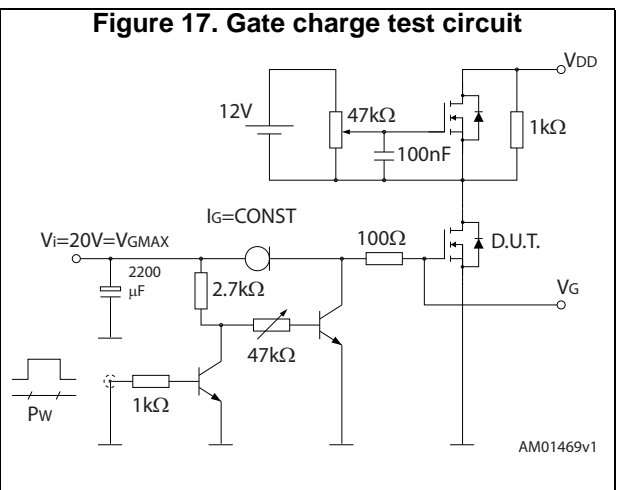 Figure 17. Gate charge test circuit
VDD
12V
47kΩ
1kΩ
100nF
IG=CONST
Vi=20V=VGMAX
100Ω
D.U.T.
2200
μF
2.7kΩ
VG
47kΩ
1kΩ
PW
AM01469v1